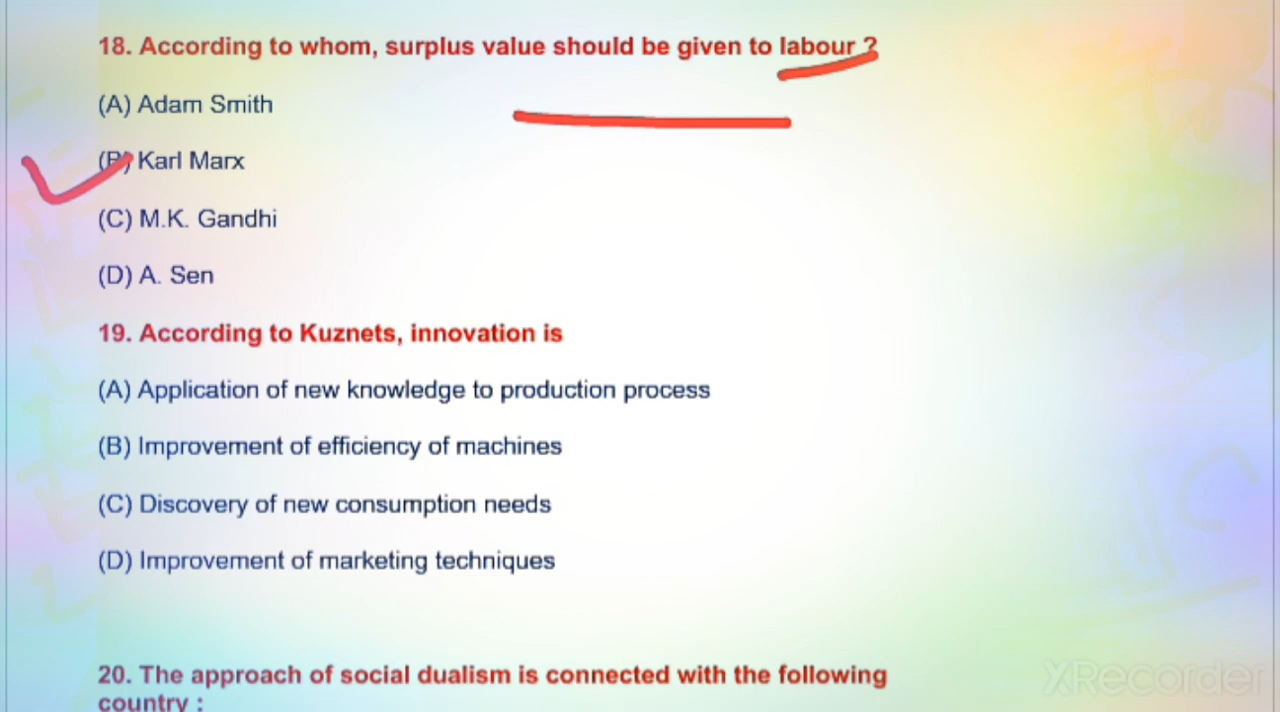 18. According to whom, surplus value should be given to labour ?
(A) Adam Smith
(B) Karl Marx
(C) M.K. Gandhi
(D) A. Sen
19. According to Kuznets, innovation is
(A) Application of new knowledge to production process
(B) Improvement of efficiency of machines
(C) Discovery of new consumption needs
(D) Improvement of marketing techniques
20. The approach of social dualism is connected with the following
country :
XRecorder